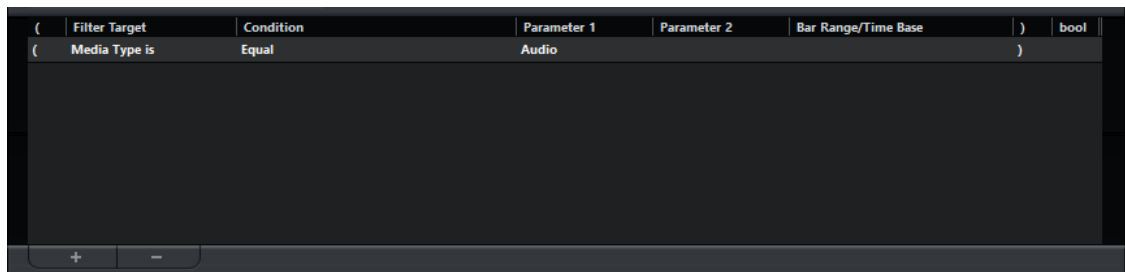 ( Filter Target Condition Parameter 1 Parameter 2 Bar Range/Time Base ) bool
( Media Type is Equal Audio )
+ −